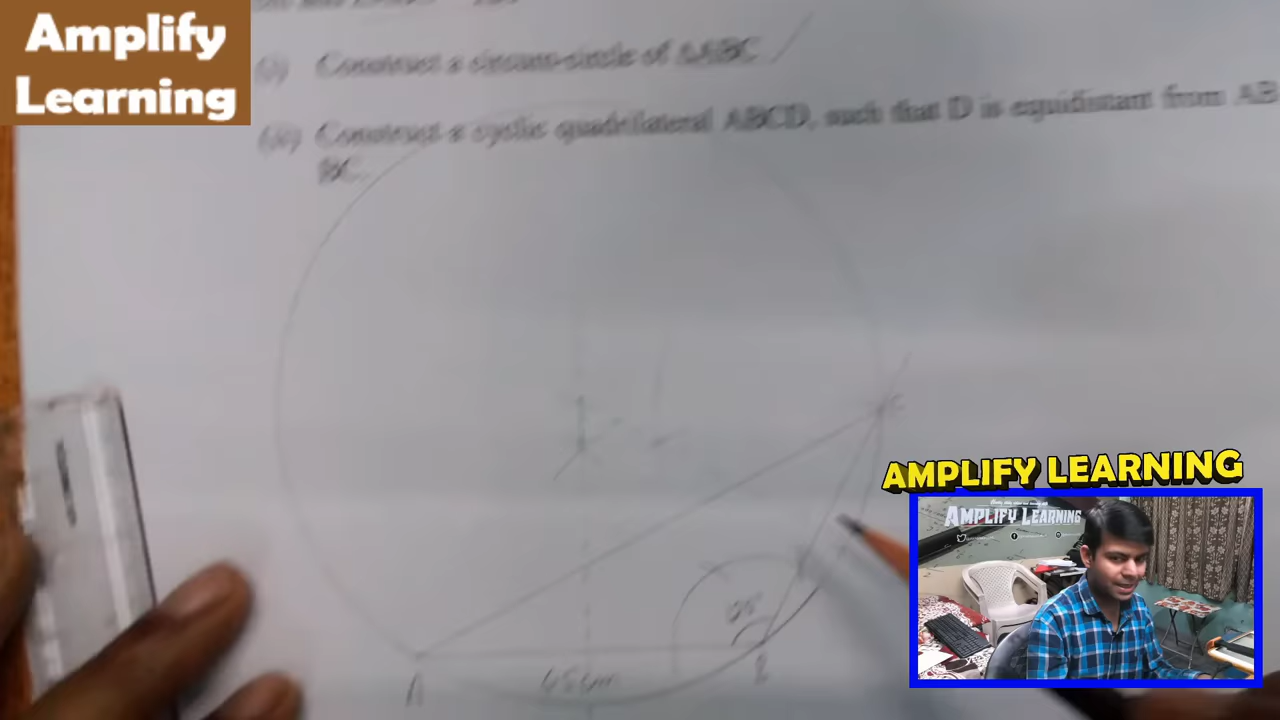 Amplify
Learning
(i) Construct a circum-circle of ΔABC
(ii) Construct a cyclic quadrilateral ABCD, such that D is equidistant from AB
BC.
C
A
B
AMPLIFY LEARNING
AMPLIFY LEARNING